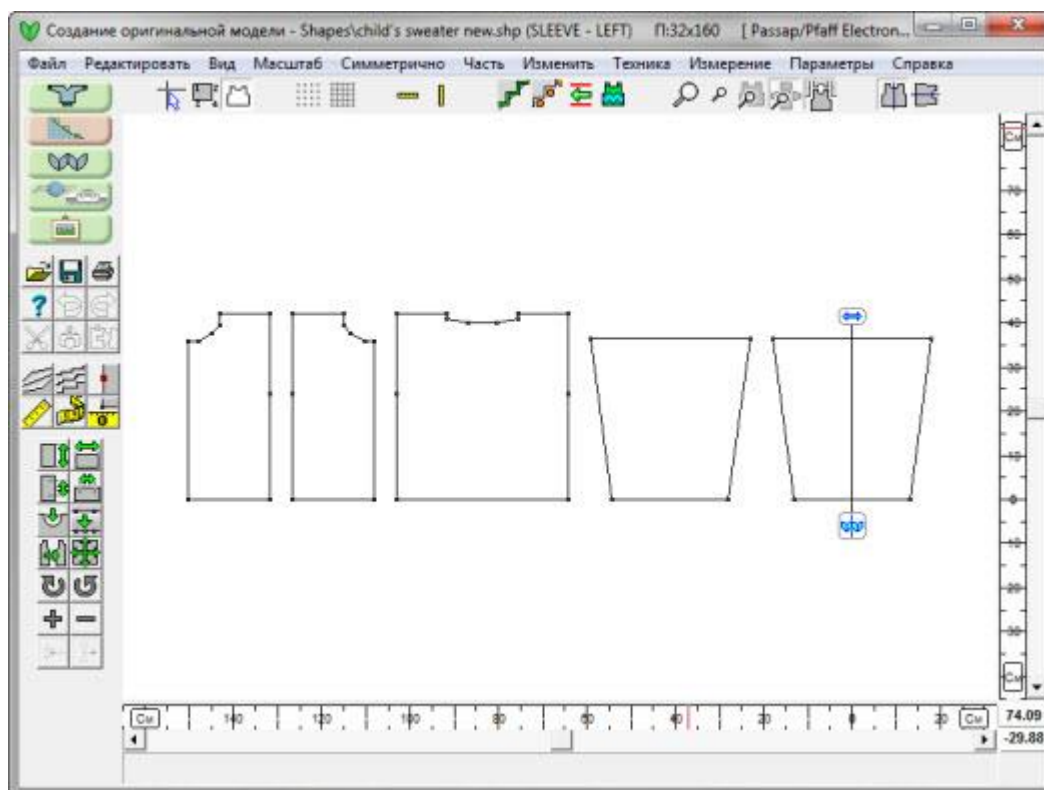 Создание оригинальной модели - Shapes\child's sweater new.shp (SLEEVE - LEFT) П:32x160 [ Passap/Pfaff Electron...
Файл Редактировать Вид Масштаб Симметрично Часть Изменить Техника Измерение Параметры Справка
См
70
60
50
40
30
20
10
0
10
20
30
См
См 140 120 100 80 60 40 20 0 20 См
74.09
-29.88